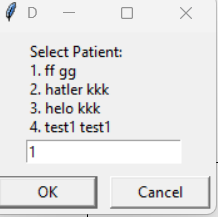 D
Select Patient:
1. ff gg
2. hatler kkk
3. helo kkk
4. test1 test1
1
OK
Cancel